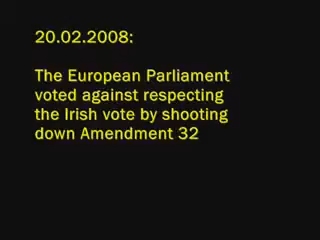 20.02.2008:
The European Parliament
voted against respecting
the Irish vote by shooting
down Amendment 32